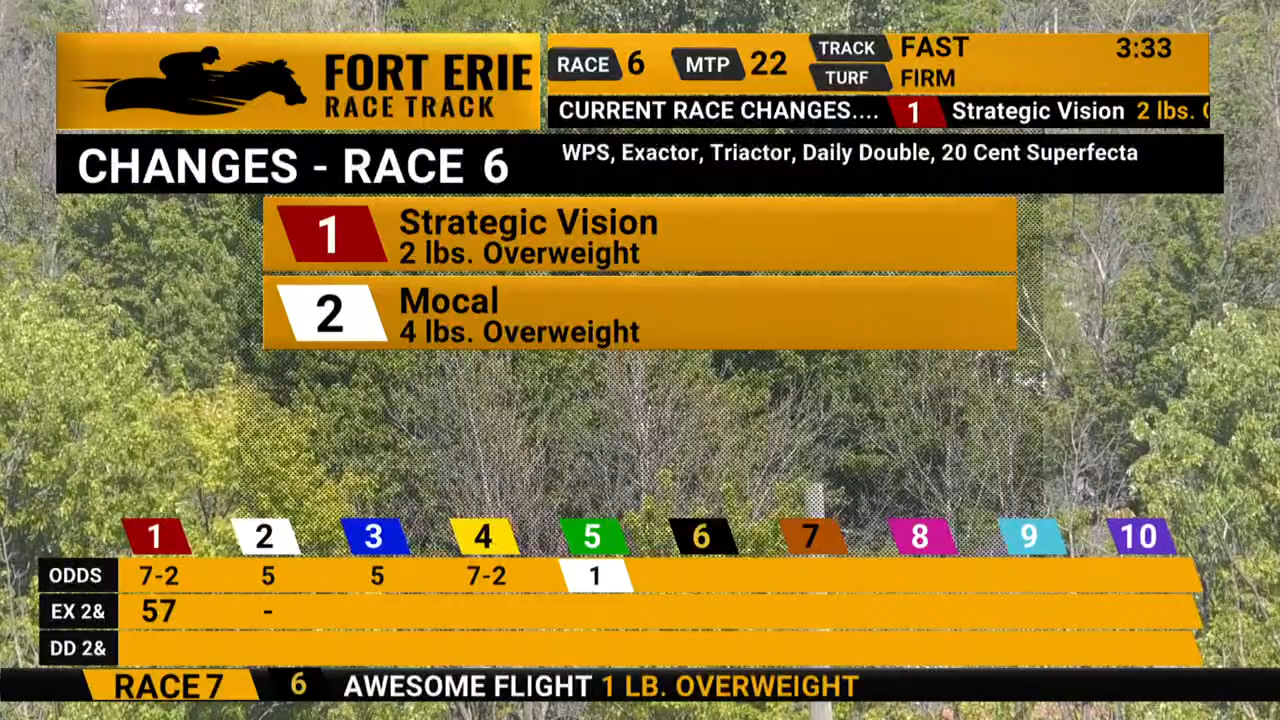 FORT ERIE
RACE TRACK
RACE 6 MTP 22 TRACK FAST 3:33
TURF FIRM
CURRENT RACE CHANGES.... 1 Strategic Vision 2 lbs.
CHANGES - RACE 6
WPS, Exactor, Triactor, Daily Double, 20 Cent Superfecta
1 Strategic Vision
2 lbs. Overweight
2 Mocal
4 lbs. Overweight
1 2 3 4 5 6 7 8 9 10
ODDS 7-2 5 5 7-2 1
EX 2& 57 -
DD 2&
RACE 7 6 AWESOME FLIGHT 1 LB. OVERWEIGHT